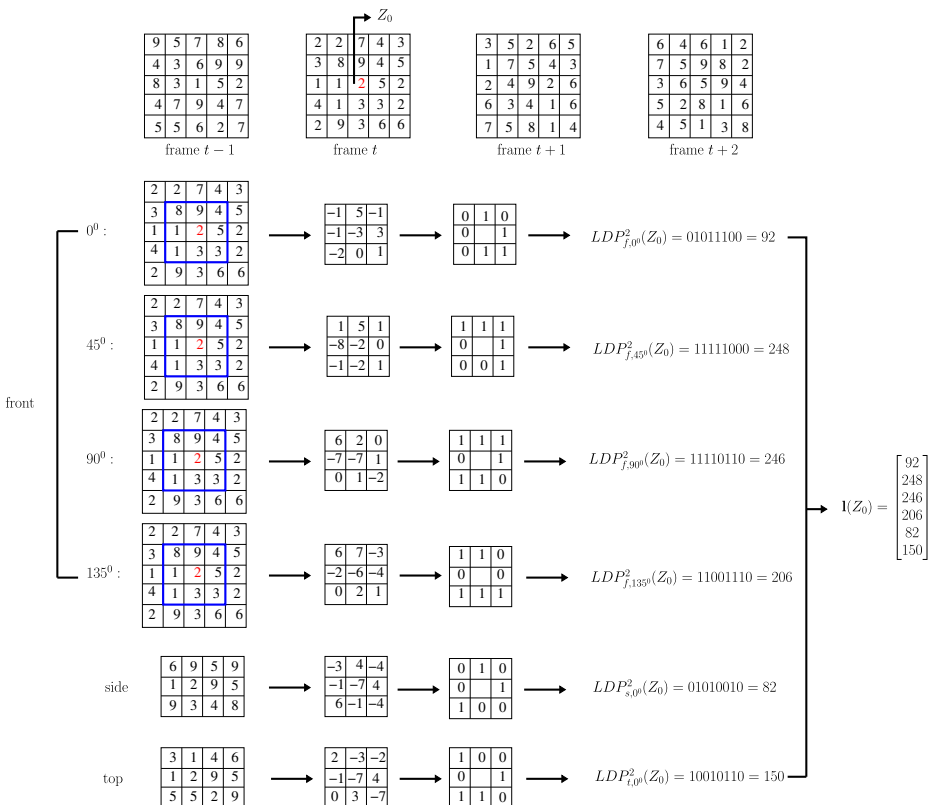 Z₀
9 5 7 8 6
4 3 6 9 9
8 3 1 5 2
4 7 9 4 7
5 5 6 2 7
frame t − 1
2 2 7 4 3
3 8 9 4 5
1 1 2 5 2
4 1 3 3 2
2 9 3 6 6
frame t
3 5 2 6 5
1 7 5 4 3
2 4 9 2 6
6 3 4 1 6
7 5 8 1 4
frame t + 1
6 4 6 1 2
7 5 9 8 2
3 6 5 9 4
5 2 8 1 6
4 5 1 3 8
frame t + 2
front
0⁰ :
2 2 7 4 3
3 8 9 4 5
1 1 2 5 2
4 1 3 3 2
2 9 3 6 6
−1 5 −1
−1 −3 3
−2 0 1
0 1 0
0 1
0 1 1
LDP²_{f,0⁰}(Z₀) = 01011100 = 92
45⁰ :
2 2 7 4 3
3 8 9 4 5
1 1 2 5 2
4 1 3 3 2
2 9 3 6 6
1 5 1
−8 −2 0
−1 −2 1
1 1 1
0 1
0 0 1
LDP²_{f,45⁰}(Z₀) = 11111000 = 248
90⁰ :
2 2 7 4 3
3 8 9 4 5
1 1 2 5 2
4 1 3 3 2
2 9 3 6 6
6 2 0
−7 −7 1
0 1 −2
1 1 1
0 1
1 1 0
LDP²_{f,90⁰}(Z₀) = 11110110 = 246
135⁰ :
2 2 7 4 3
3 8 9 4 5
1 1 2 5 2
4 1 3 3 2
2 9 3 6 6
6 7 −3
−2 −6 −4
0 2 1
1 1 0
0 0
1 1 1
LDP²_{f,135⁰}(Z₀) = 11001110 = 206
side
6 9 5 9
1 2 9 5
9 3 4 8
−3 4 −4
−1 −7 4
6 −1 −4
0 1 0
0 1
1 0 0
LDP²_{s,0⁰}(Z₀) = 01010010 = 82
top
3 1 4 6
1 2 9 5
5 5 2 9
2 −3 −2
−1 −7 4
0 3 −7
1 0 0
0 1
1 1 0
LDP²_{t,0⁰}(Z₀) = 10010110 = 150
l(Z₀) =
92
248
246
206
82
150